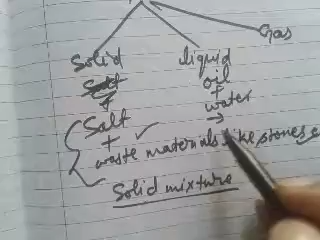 Solid liquid Gas
Salt oil
+ +
Salt water
+ →
waste materials like stones
Solid mixture